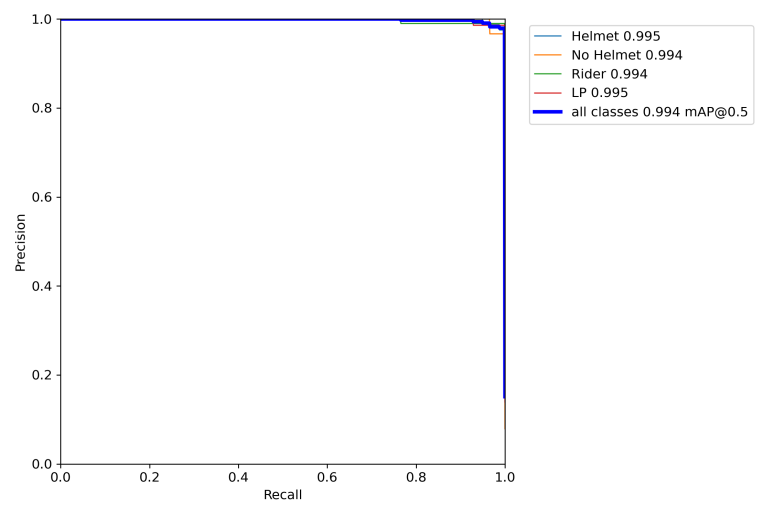 1.0
0.8
0.6
0.4
0.2
0.0
Precision
0.0 0.2 0.4 0.6 0.8 1.0
Recall
Helmet 0.995
No Helmet 0.994
Rider 0.994
LP 0.995
all classes 0.994 mAP@0.5